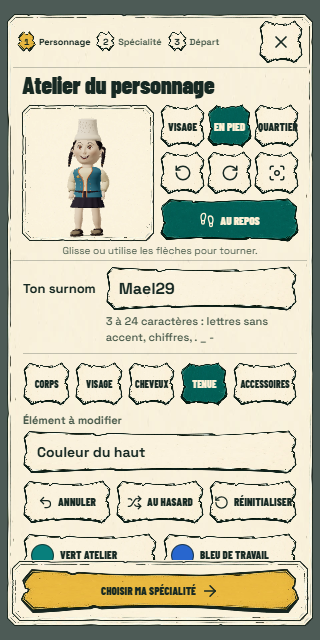 1 Personnage 2 Spécialité 3 Départ
Atelier du personnage
VISAGE EN PIED QUARTIER
AU REPOS
Glisse ou utilise les flèches pour tourner.
Ton surnom Mael29
3 à 24 caractères : lettres sans
accent, chiffres, . _ -
CORPS VISAGE CHEVEUX TENUE ACCESSOIRES
Élément à modifier
Couleur du haut
ANNULER AU HASARD RÉINITIALISER
VERT ATELIER BLEU DE TRAVAIL
CHOISIR MA SPÉCIALITÉ →